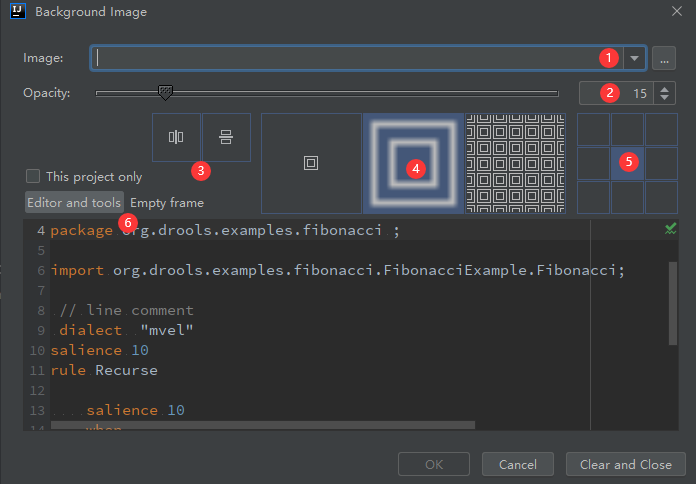 IJ Background Image
Image: 1 ...
Opacity: 2 15
3 4 5
This project only
Editor and tools Empty frame
6
4 package org.drools.examples.fibonacci ;
5
6 import org.drools.examples.fibonacci.FibonacciExample.Fibonacci;
7
8 // line comment
9 dialect "mvel"
10 salience 10
11 rule Recurse
12
13 salience 10
14 when
OK Cancel Clear and Close